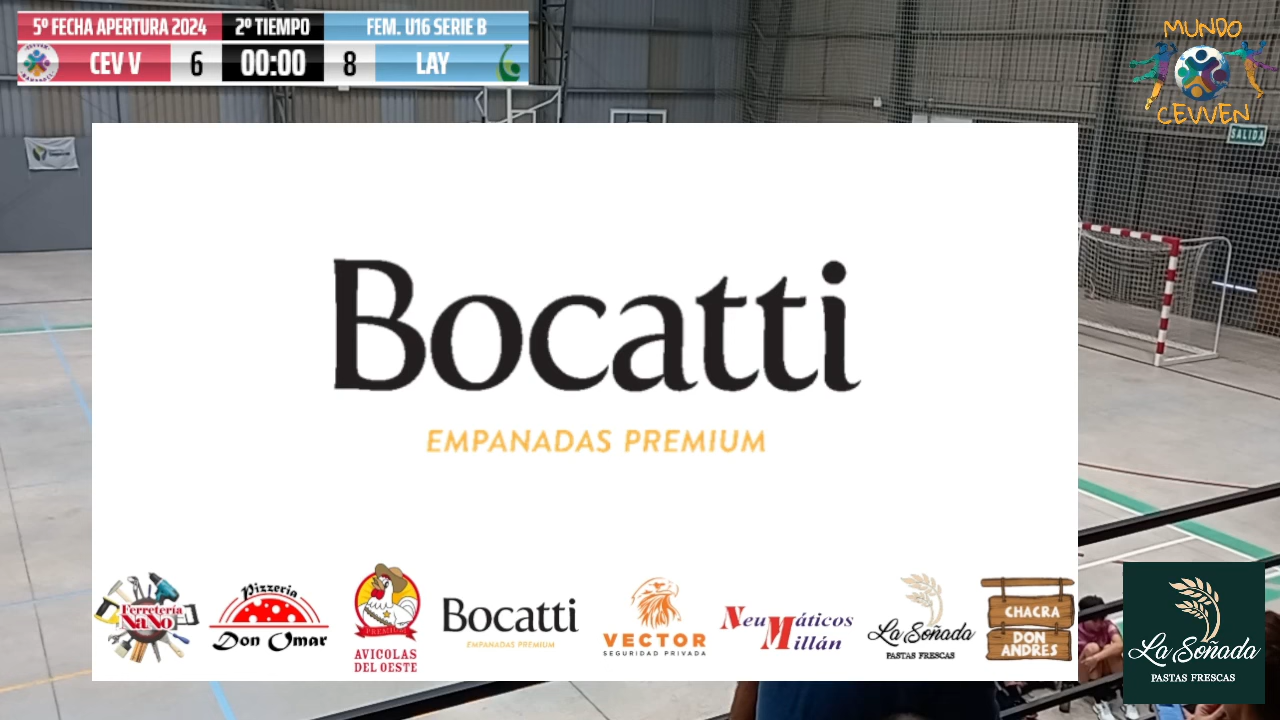 5º FECHA APERTURA 2024 2º TIEMPO FEM. U16 SERIE B
CEV V 6 00:00 8 LAY
MUNDO
CEVVEN
SALIDA
Bocatti
EMPANADAS PREMIUM
Ferretería
NaNo
Pizzería
Don Omar
PREMIUM
AVICOLAS
DEL OESTE
Bocatti
EMPANADAS PREMIUM
VECTOR
SEGURIDAD PRIVADA
Neumáticos
Millán
La Soñada
PASTAS FRESCAS
CHACRA
DON
ANDRES
La Soñada
PASTAS FRESCAS